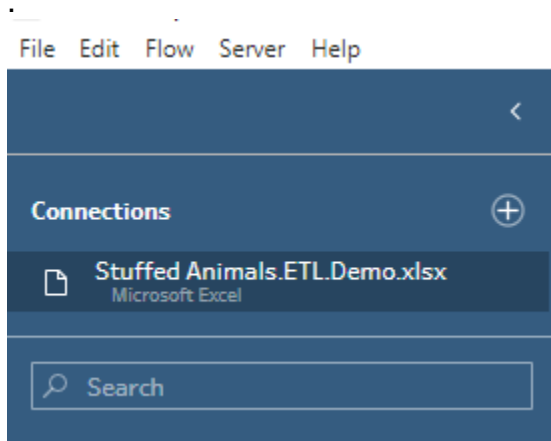 File Edit Flow Server Help
Connections
Stuffed Animals.ETL.Demo.xlsx
Microsoft Excel
Search